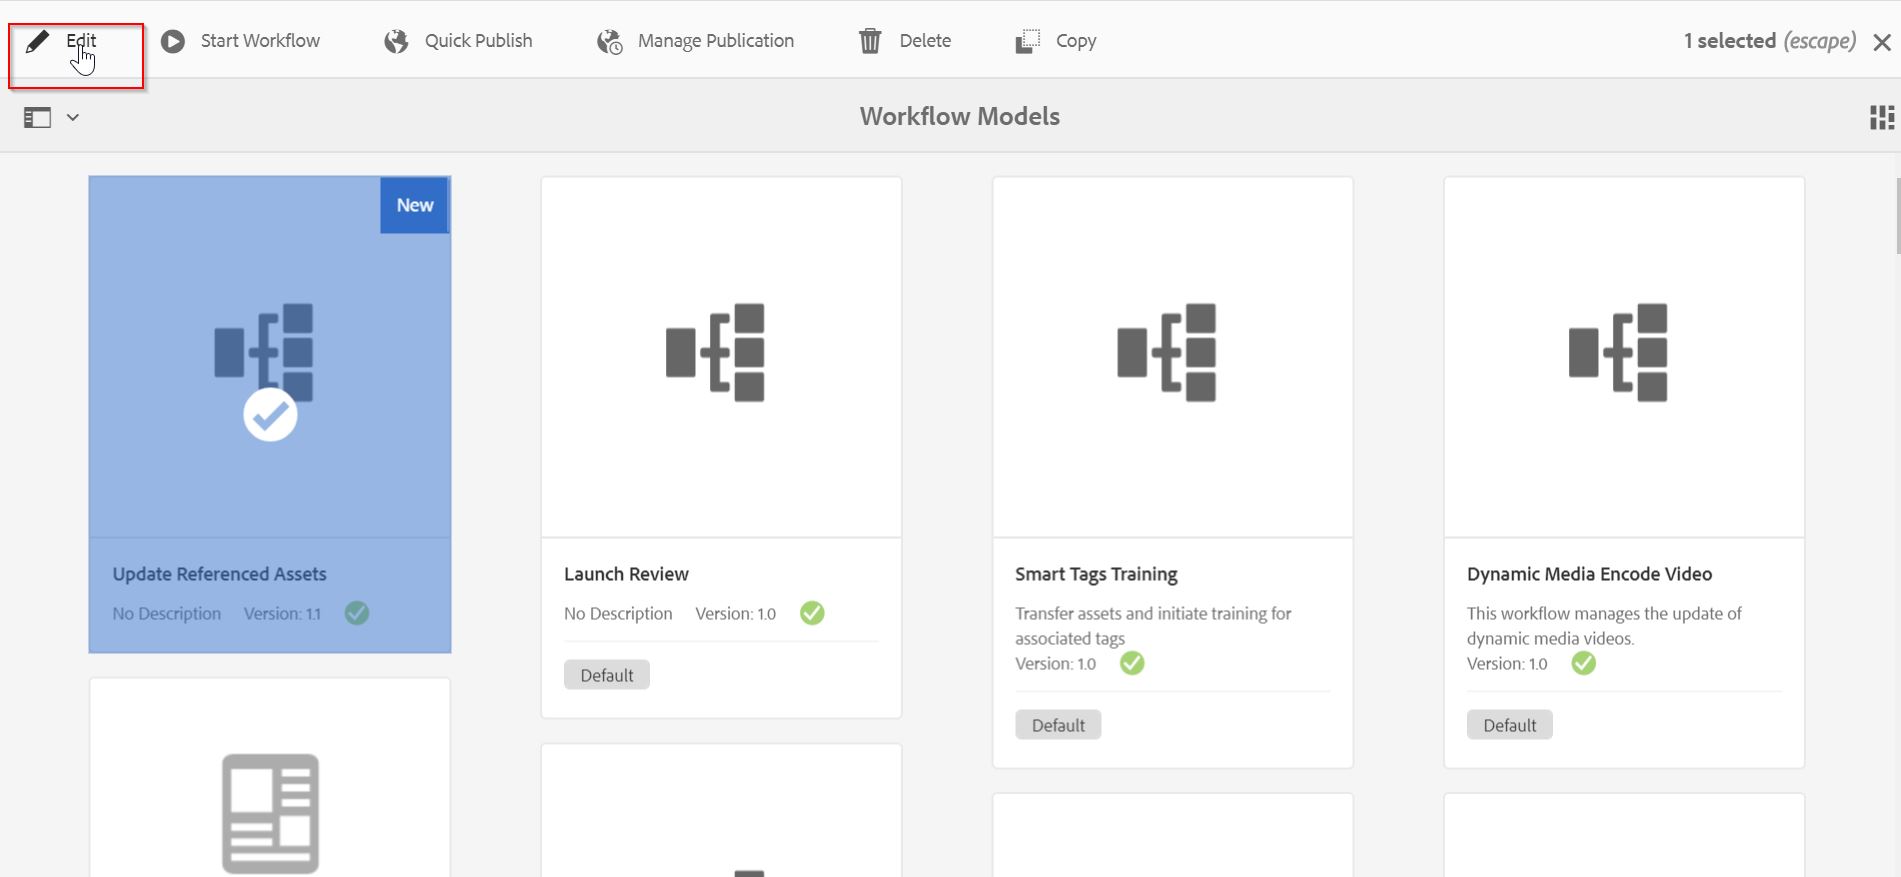 Edit Start Workflow Quick Publish Manage Publication Delete Copy 1 selected (escape)
Workflow Models
New
Update Referenced Assets
No Description Version: 1.1
Launch Review
No Description Version: 1.0
Default
Smart Tags Training
Transfer assets and initiate training for
associated tags
Version: 1.0
Default
Dynamic Media Encode Video
This workflow manages the update of
dynamic media videos.
Version: 1.0
Default